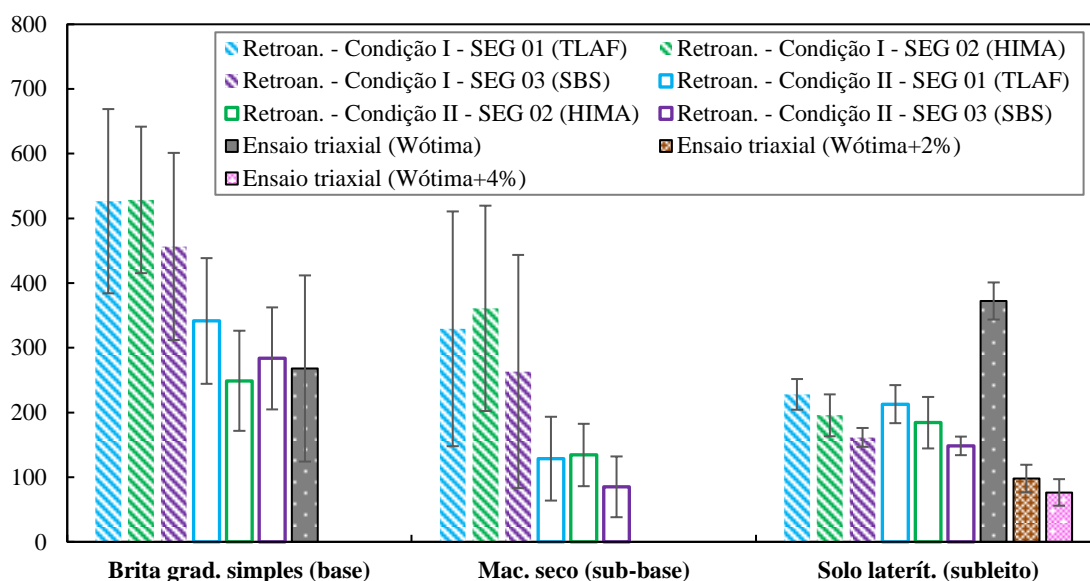 800
700
600
500
400
300
200
100
0
Retroan. - Condição I - SEG 01 (TLAF) Retroan. - Condição I - SEG 02 (HIMA)
Retroan. - Condição I - SEG 03 (SBS) Retroan. - Condição II - SEG 01 (TLAF)
Retroan. - Condição II - SEG 02 (HIMA) Retroan. - Condição II - SEG 03 (SBS)
Ensaio triaxial (Wótima) Ensaio triaxial (Wótima+2%)
Ensaio triaxial (Wótima+4%)
Brita grad. simples (base) Mac. seco (sub-base) Solo laterít. (subleito)